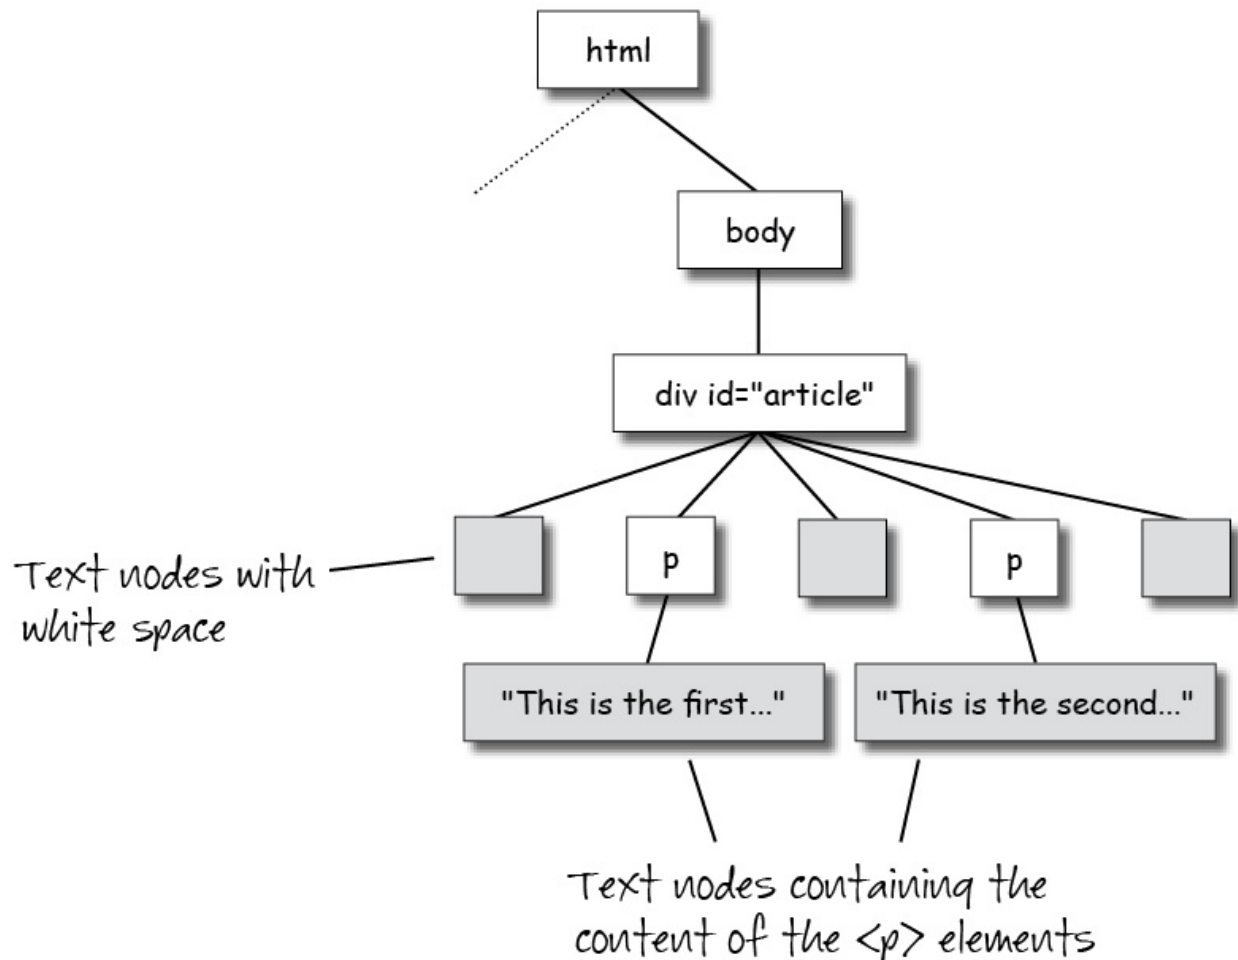 html
body
div id="article"
p
p
Text nodes with
white space
"This is the first..."
"This is the second..."
Text nodes containing the
content of the <p> elements